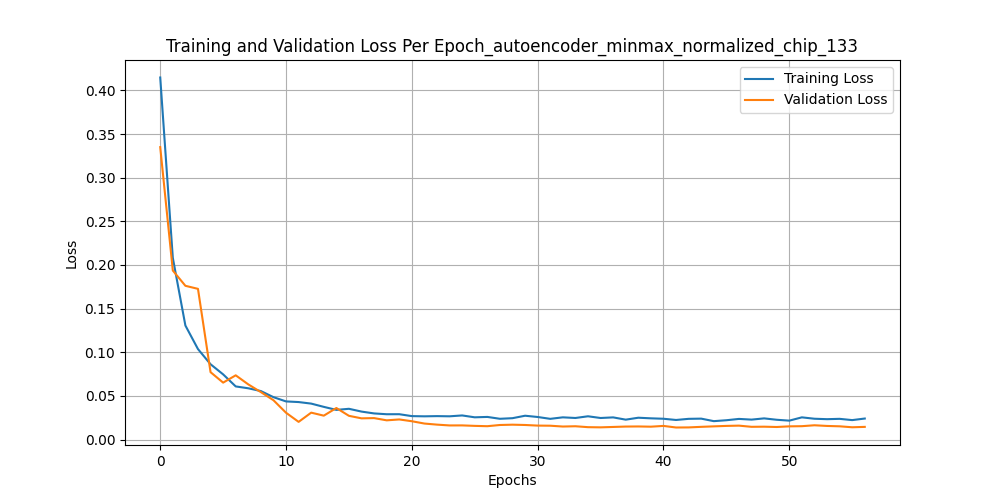 Training and Validation Loss Per Epoch_autoencoder_minmax_normalized_chip_133
Training Loss
Validation Loss
0.40
0.35
0.30
0.25
0.20
0.15
0.10
0.05
0.00
Loss
0 10 20 30 40 50
Epochs